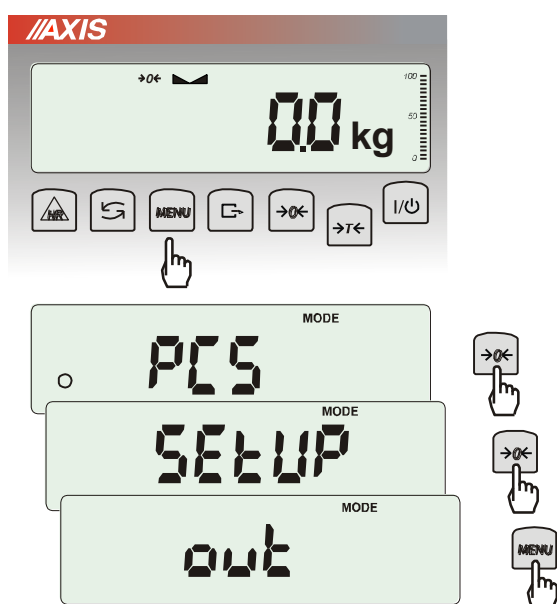 //AXIS
→0←
100
0.0 kg
50
0
HR
MENU
→0←
→T←
I/⏻
MODE
PCS
→0←
MODE
SEtUP
→0←
MODE
out
MENU